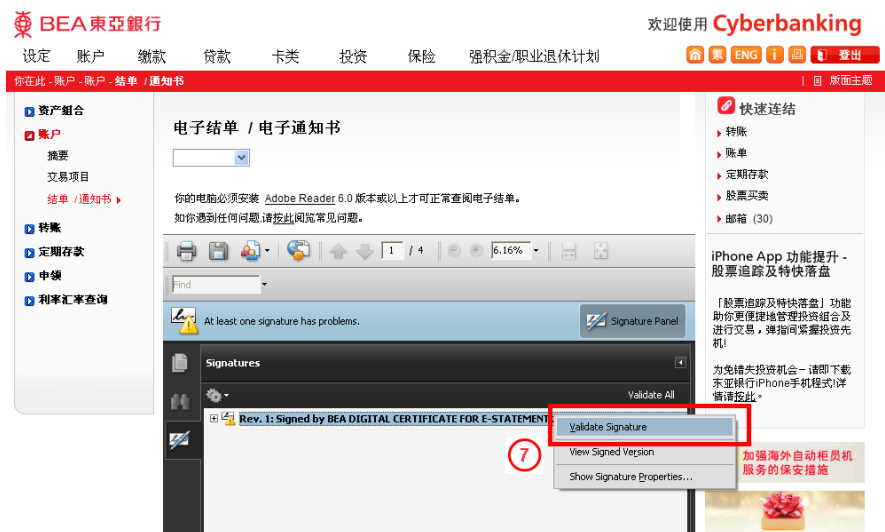 BEA東亞銀行
欢迎使用 Cyberbanking
设定 账户 缴款 贷款 卡类 投资 保险 强积金/职业退休计划
繁 ENG i 登出
你在此 - 账户 - 账户 - 结单 / 通知书
版面主题
资产组合
账户
摘要
交易项目
结单 / 通知书
转账
定期存款
申领
利率汇率查询
电子结单 / 电子通知书
你的电脑必须安装 Adobe Reader 6.0 版本或以上才可正常查阅电子结单。
如你遇到任何问题,请按此阅览常见问题。
1 / 4 6.16%
Find
At least one signature has problems.
Signature Panel
Signatures
Validate All
Rev. 1: Signed by BEA DIGITAL CERTIFICATE FOR E-STATEMENT
Validate Signature
View Signed Version
Show Signature Properties...
7
快速连结
转账
账单
定期存款
股票买卖
邮箱 (30)
iPhone App 功能提升 -
股票追踪及特快落盘
「股票追踪及特快落盘」功能
助你更便捷地管理投资组合及
进行交易，弹指间紧握投资先
机!
为免错失投资机会－请即下载
东亚银行iPhone手机程式!详
情请按此。
加强海外自动柜员机
服务的保安措施